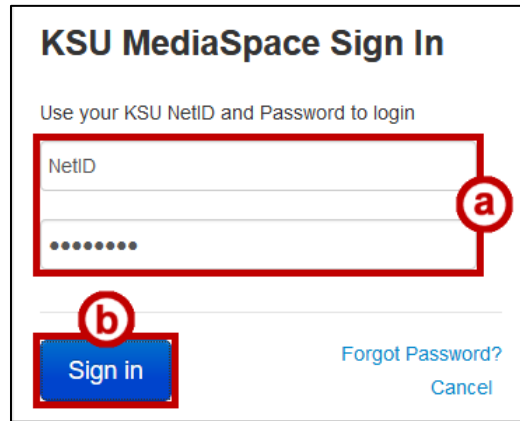 KSU MediaSpace Sign In
Use your KSU NetID and Password to login
NetID
a
••••••••
b
Sign in
Forgot Password?
Cancel